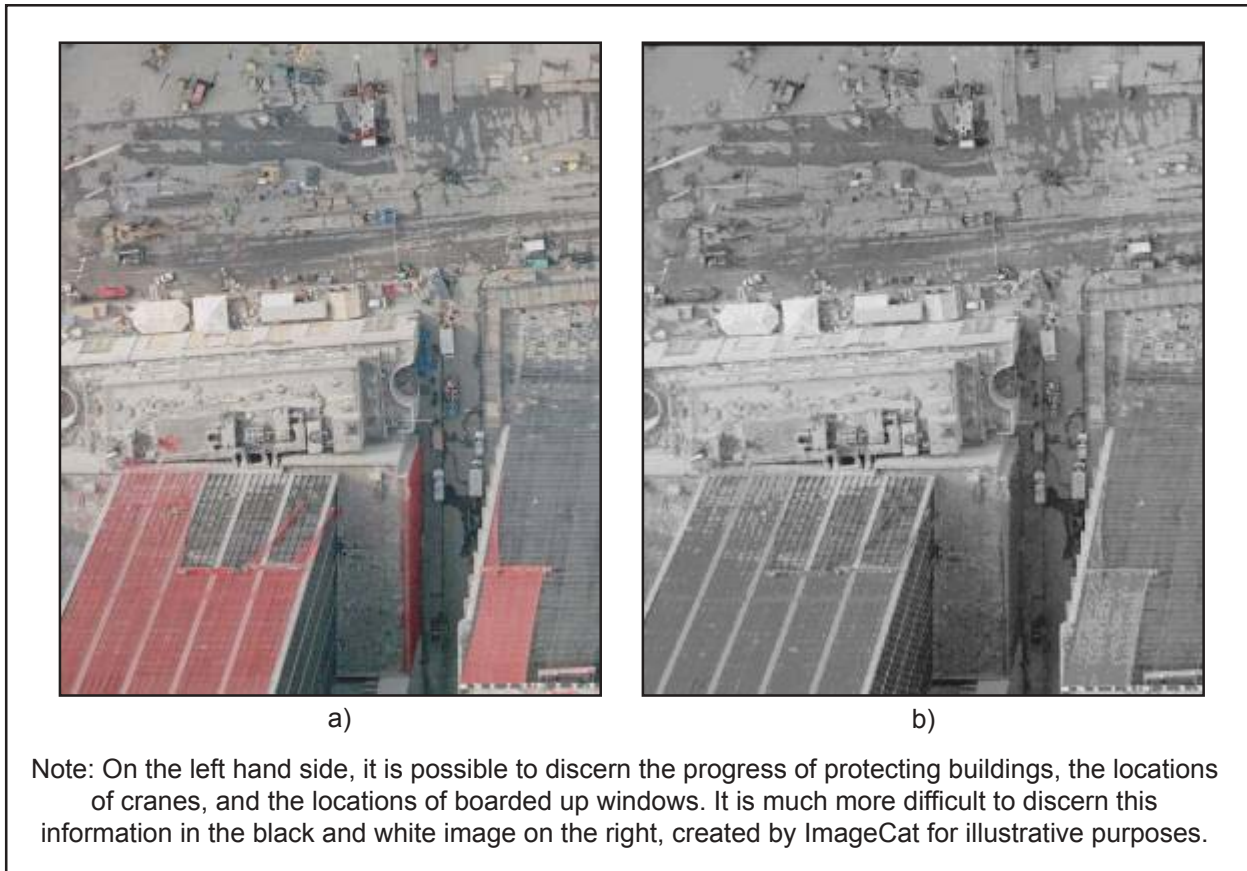 a)
b)
Note: On the left hand side, it is possible to discern the progress of protecting buildings, the locations
of cranes, and the locations of boarded up windows. It is much more difficult to discern this
information in the black and white image on the right, created by ImageCat for illustrative purposes.